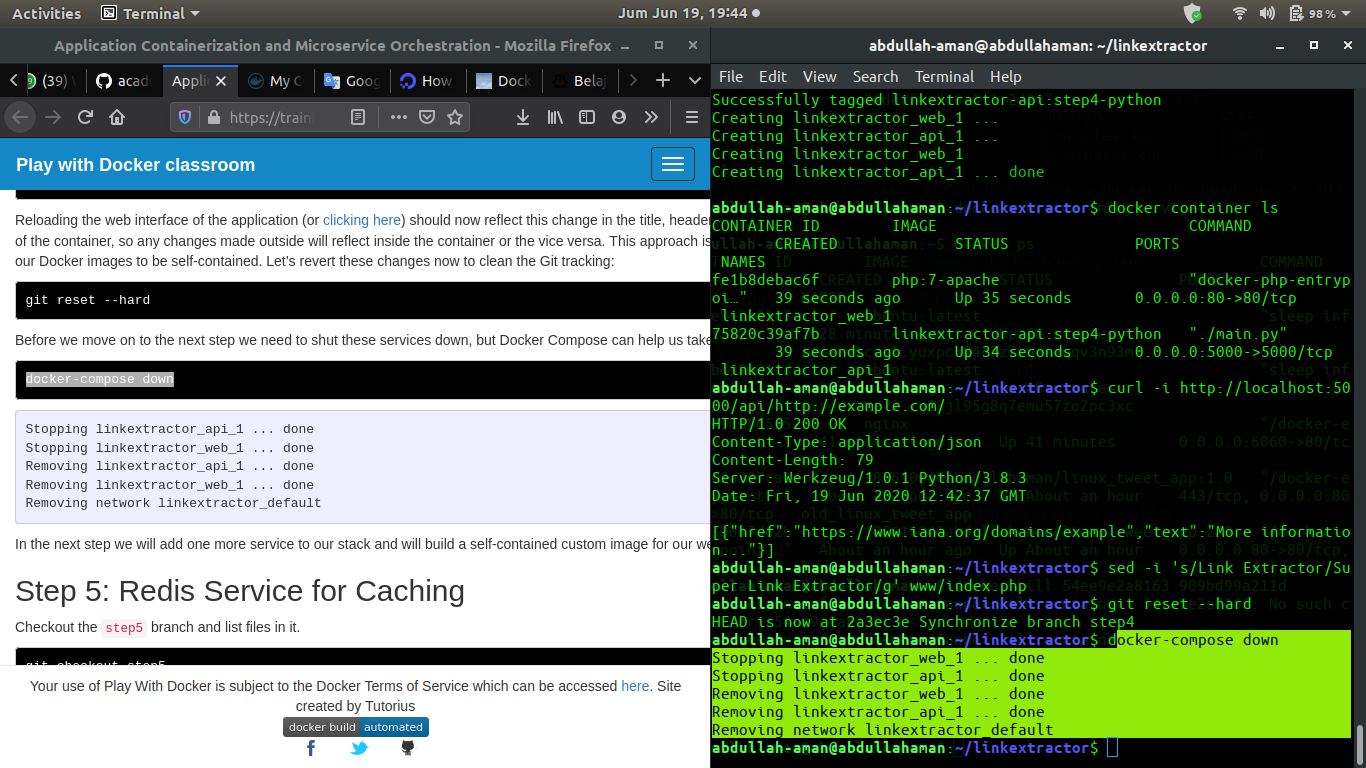 Activities
Terminal
Jum Jun 19, 19:44
98 %
Application Containerization and Microservice Orchestration - Mozilla Firefox
(39)
acade
Applic
My C
Goog
How
Dock
Belaj
https://traini
Play with Docker classroom
Reloading the web interface of the application (or clicking here) should now reflect this change in the title, header
of the container, so any changes made outside will reflect inside the container or the vice versa. This approach is
our Docker images to be self-contained. Let's revert these changes now to clean the Git tracking:
git reset --hard
Before we move on to the next step we need to shut these services down, but Docker Compose can help us take
docker-compose down
Stopping linkextractor_api_1 ... done
Stopping linkextractor_web_1 ... done
Removing linkextractor_api_1 ... done
Removing linkextractor_web_1 ... done
Removing network linkextractor_default
In the next step we will add one more service to our stack and will build a self-contained custom image for our we
Step 5: Redis Service for Caching
Checkout the step5 branch and list files in it.
git checkout step5
Your use of Play With Docker is subject to the Docker Terms of Service which can be accessed here. Site
created by Tutorius
docker build automated
abdullah-aman@abdullahaman: ~/linkextractor
File Edit View Search Terminal Help
Successfully tagged linkextractor-api:step4-python
Creating linkextractor_web_1 ...
Creating linkextractor_api_1 ...
Creating linkextractor_web_1
Creating linkextractor_api_1 ... done
abdullah-aman@abdullahaman:~/linkextractor$ docker container ls
CONTAINER ID        IMAGE                            COMMAND
       CREATED             STATUS              PORTS
 NAMES
fe1b8debac6f        php:7-apache                     "docker-php-entryp
oi…"   39 seconds ago      Up 35 seconds       0.0.0.0:80->80/tcp
 linkextractor_web_1
75820c39af7b        linkextractor-api:step4-python   "./main.py"
       39 seconds ago      Up 34 seconds       0.0.0.0:5000->5000/tcp
 linkextractor_api_1
abdullah-aman@abdullahaman:~/linkextractor$ curl -i http://localhost:50
00/api/http://example.com/
HTTP/1.0 200 OK
Content-Type: application/json
Content-Length: 79
Server: Werkzeug/1.0.1 Python/3.8.3
Date: Fri, 19 Jun 2020 12:42:37 GMT
[{"href":"https://www.iana.org/domains/example","text":"More informatio
n..."}]
abdullah-aman@abdullahaman:~/linkextractor$ sed -i 's/Link Extractor/Su
per Link Extractor/g' www/index.php
abdullah-aman@abdullahaman:~/linkextractor$ git reset --hard
HEAD is now at 2a3ec3e Synchronize branch step4
abdullah-aman@abdullahaman:~/linkextractor$ docker-compose down
Stopping linkextractor_web_1 ... done
Stopping linkextractor_api_1 ... done
Removing linkextractor_web_1 ... done
Removing linkextractor_api_1 ... done
Removing network linkextractor_default
abdullah-aman@abdullahaman:~/linkextractor$